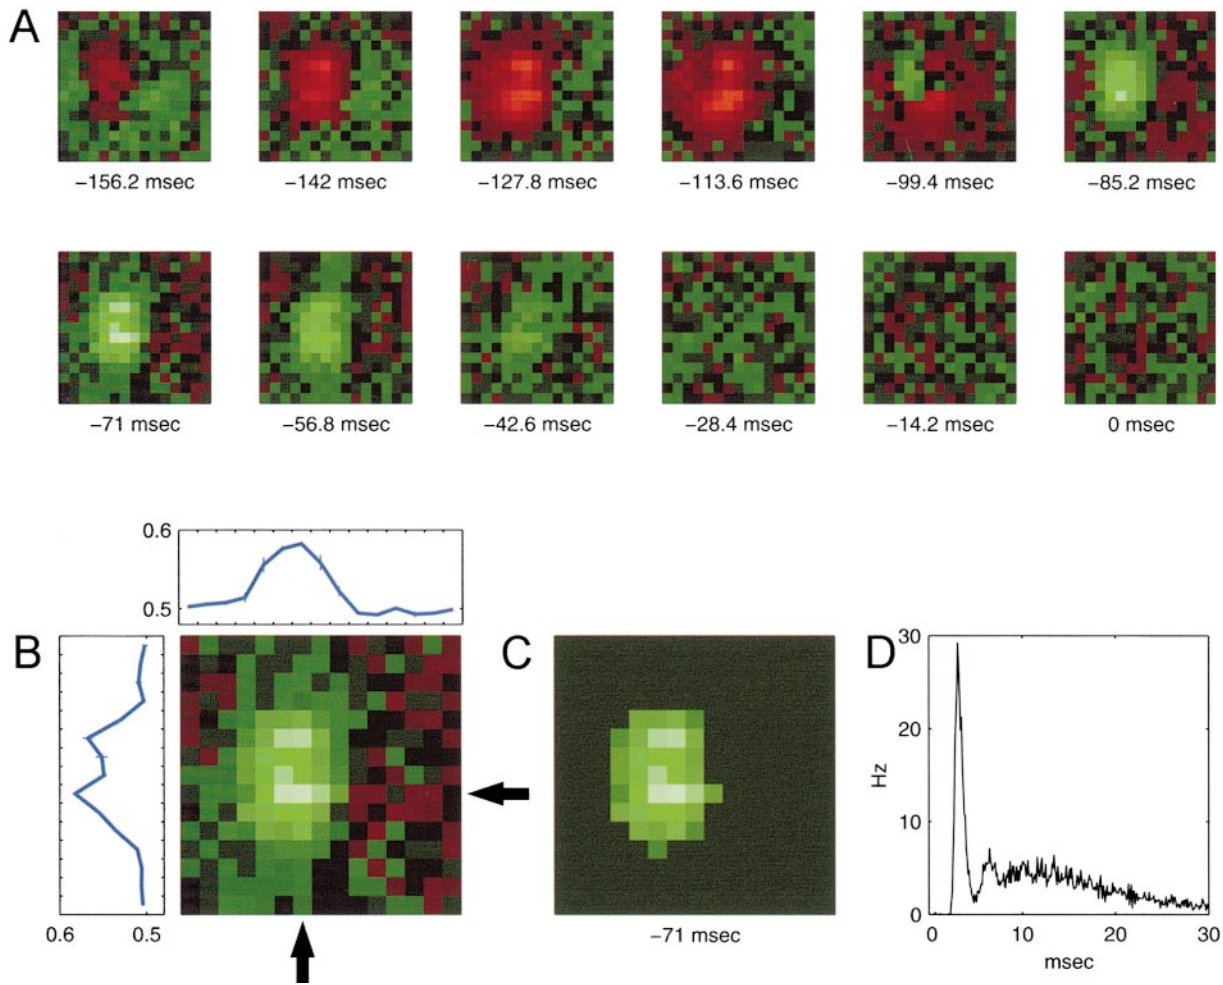 A
−156.2 msec
−142 msec
−127.8 msec
−113.6 msec
−99.4 msec
−85.2 msec
−71 msec
−56.8 msec
−42.6 msec
−28.4 msec
−14.2 msec
0 msec
0.6
0.5
B
0.6
0.5
C
−71 msec
D
30
20
10
0
Hz
0
10
20
30
msec